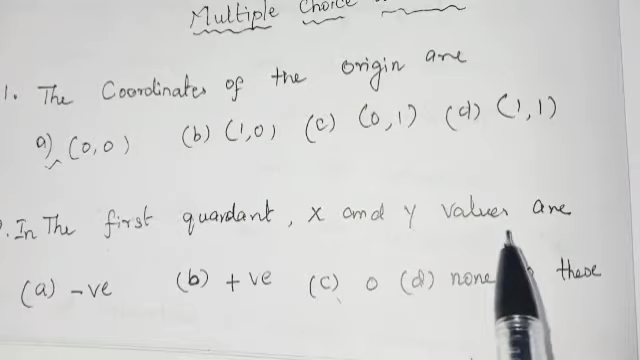 Multiple Choice
1. The Coordinates of the origin are
a) (0,0) (b) (1,0) (c) (0,1) (d) (1,1)
. In The first quardant, x and y values are
(a) -ve (b) +ve (c) 0 (d) none these